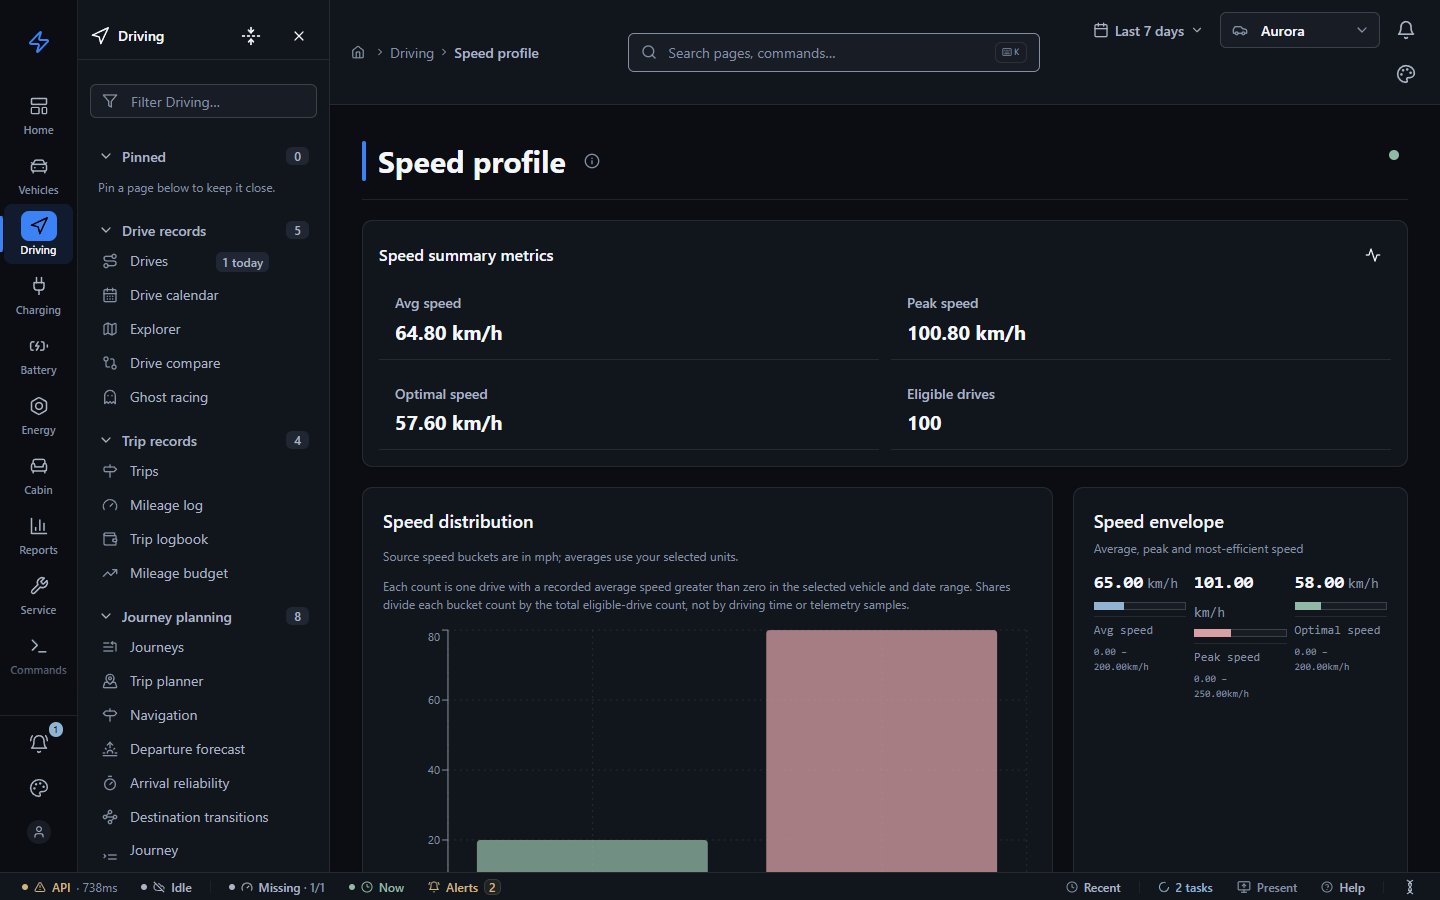 Home
Vehicles
Driving
Charging
Battery
Energy
Cabin
Reports
Service
Commands
1
Driving
Filter Driving...
Pinned 0
Pin a page below to keep it close.
Drive records 5
Drives 1 today
Drive calendar
Explorer
Drive compare
Ghost racing
Trip records 4
Trips
Mileage log
Trip logbook
Mileage budget
Journey planning 8
Journeys
Trip planner
Navigation
Departure forecast
Arrival reliability
Destination transitions
Journey
Driving
Speed profile
Search pages, commands...
K
Last 7 days
Aurora
Speed profile
Speed summary metrics
Avg speed
64.80 km/h
Peak speed
100.80 km/h
Optimal speed
57.60 km/h
Eligible drives
100
Speed distribution
Source speed buckets are in mph; averages use your selected units.
Each count is one drive with a recorded average speed greater than zero in the selected vehicle and date range. Shares
divide each bucket count by the total eligible-drive count, not by driving time or telemetry samples.
80
60
40
20
Speed envelope
Average, peak and most-efficient speed
65.00 km/h
Avg speed
0.00 –
200.00km/h
101.00
km/h
Peak speed
0.00 –
250.00km/h
58.00 km/h
Optimal speed
0.00 –
200.00km/h
API · 738ms
Idle
Missing · 1/1
Now
Alerts 2
Recent
2 tasks
Present
Help